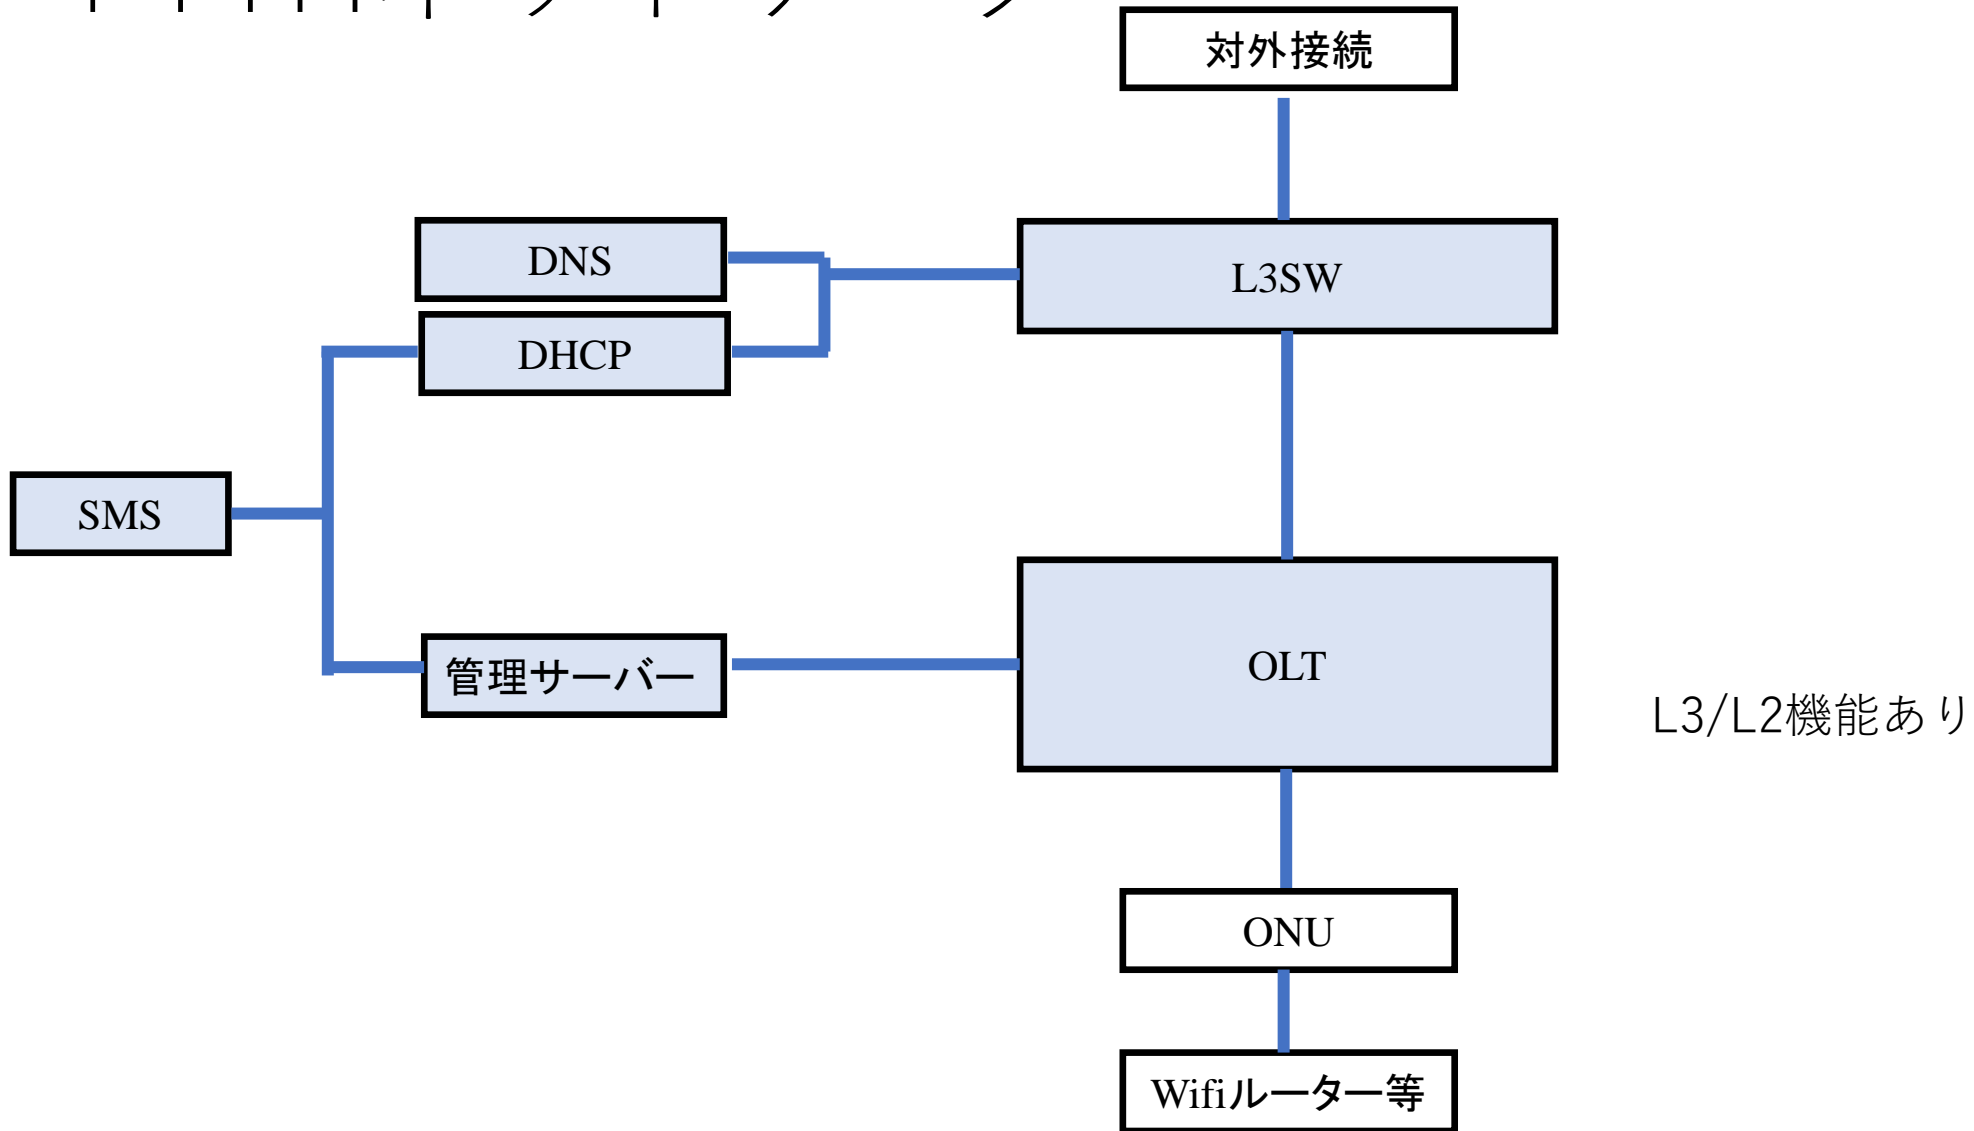 対外接続
DNS
L3SW
DHCP
SMS
管理サーバー
OLT
L3/L2機能あり
ONU
Wifiルーター等